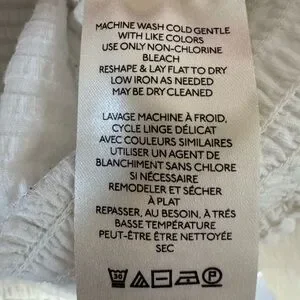 MACHINE WASH COLD GENTLE
WITH LIKE COLORS
USE ONLY NON-CHLORINE
BLEACH
RESHAPE & LAY FLAT TO DRY
LOW IRON AS NEEDED
MAY BE DRY CLEANED
LAVAGE MACHINE À FROID,
CYCLE LINGE DÉLICAT
AVEC COULEURS SIMILAIRES
UTILISER UN AGENT DE
BLANCHIMENT SANS CHLORE
SI NÉCESSAIRE
REMODELER ET SÉCHER
À PLAT
REPASSER, AU BESOIN, À TRÈS
BASSE TEMPÉRATURE
PEUT-ÊTRE ÊTRE NETTOYÉE
SEC
30 P